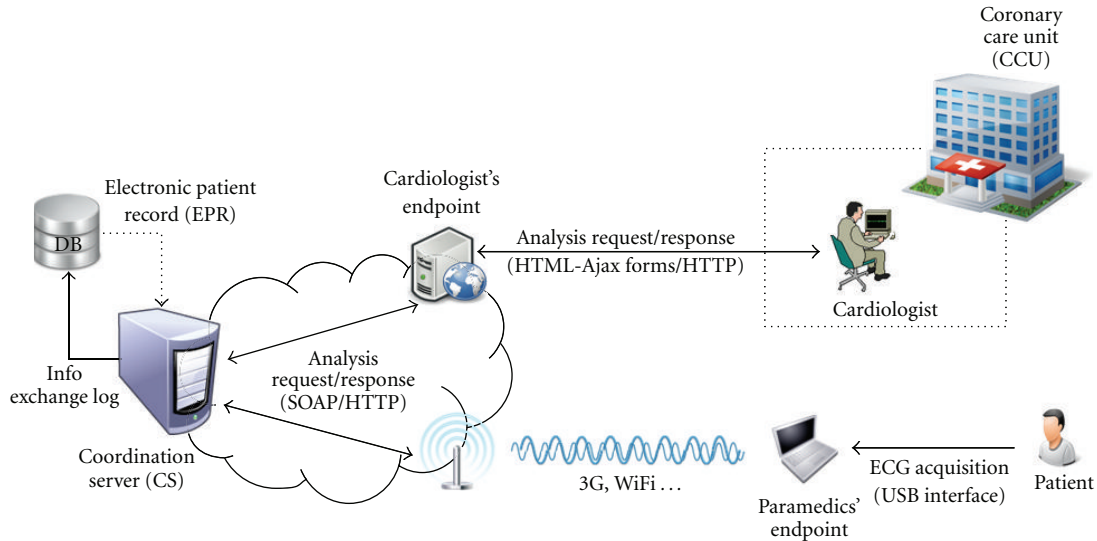 Coronary
care unit
(CCU)
Electronic patient
record (EPR)
DB
Cardiologist's
endpoint
Analysis request/response
(HTML-Ajax forms/HTTP)
Cardiologist
Info
exchange log
Analysis
request/response
(SOAP/HTTP)
Coordination
server (CS)
3G, WiFi ...
Paramedics'
endpoint
ECG acquisition
(USB interface)
Patient